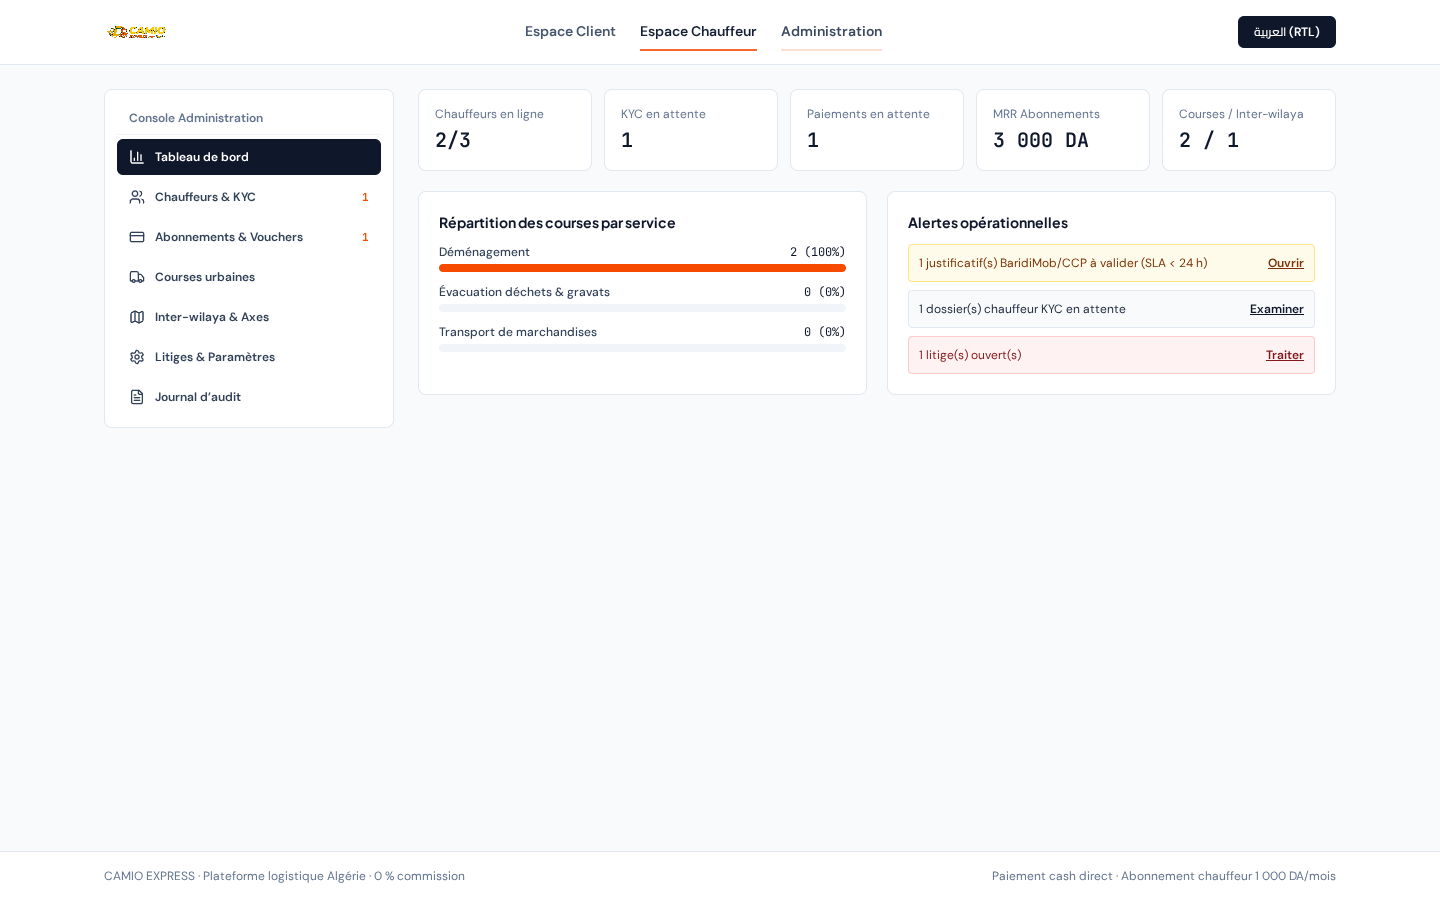 CAMIO
Espace Client
Espace Chauffeur
Administration
العربية (RTL)
Console Administration
Tableau de bord
Chauffeurs & KYC 1
Abonnements & Vouchers 1
Courses urbaines
Inter-wilaya & Axes
Litiges & Paramètres
Journal d’audit
Chauffeurs en ligne
2/3
KYC en attente
1
Paiements en attente
1
MRR Abonnements
3 000 DA
Courses / Inter-wilaya
2 / 1
Répartition des courses par service
Déménagement 2 (100%)
Évacuation déchets & gravats 0 (0%)
Transport de marchandises 0 (0%)
Alertes opérationnelles
1 justificatif(s) BaridiMob/CCP à valider (SLA < 24 h) Ouvrir
1 dossier(s) chauffeur KYC en attente Examiner
1 litige(s) ouvert(s) Traiter
CAMIO EXPRESS · Plateforme logistique Algérie · 0 % commission
Paiement cash direct · Abonnement chauffeur 1 000 DA/mois